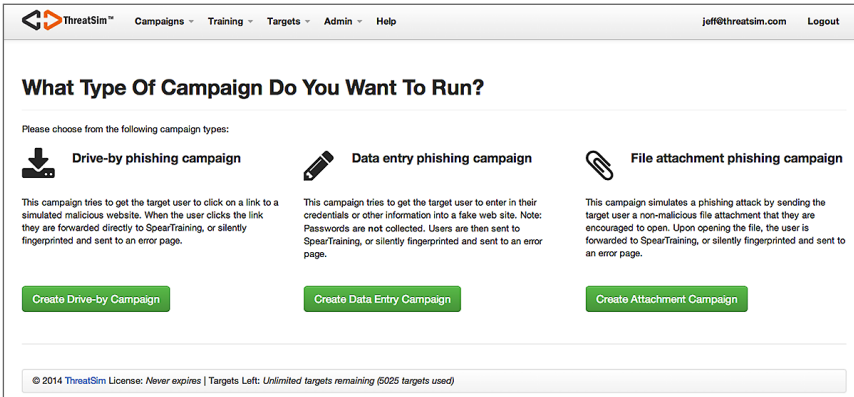 ThreatSim™ Campaigns Training Targets Admin Help jeff@threatsim.com Logout
What Type Of Campaign Do You Want To Run?
Please choose from the following campaign types:
Drive-by phishing campaign
This campaign tries to get the target user to click on a link to a
simulated malicious website. When the user clicks the link
they are forwarded directly to SpearTraining, or silently
fingerprinted and sent to an error page.
Create Drive-by Campaign
Data entry phishing campaign
This campaign tries to get the target user to enter in their
credentials or other information into a fake web site. Note:
Passwords are not collected. Users are then sent to
SpearTraining, or silently fingerprinted and sent to an error
page.
Create Data Entry Campaign
File attachment phishing campaign
This campaign simulates a phishing attack by sending the
target user a non-malicious file attachment that they are
encouraged to open. Upon opening the file, the user is
forwarded to SpearTraining, or silently fingerprinted and sent to
an error page.
Create Attachment Campaign
© 2014 ThreatSim License: Never expires | Targets Left: Unlimited targets remaining (5025 targets used)